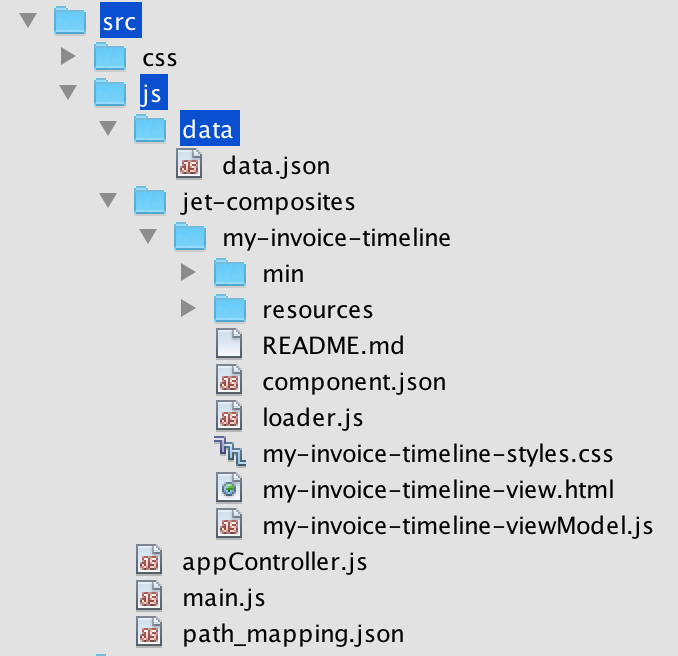 src
css
js
data
data.json
jet-composites
my-invoice-timeline
min
resources
README.md
component.json
loader.js
my-invoice-timeline-styles.css
my-invoice-timeline-view.html
my-invoice-timeline-viewModel.js
appController.js
main.js
path_mapping.json